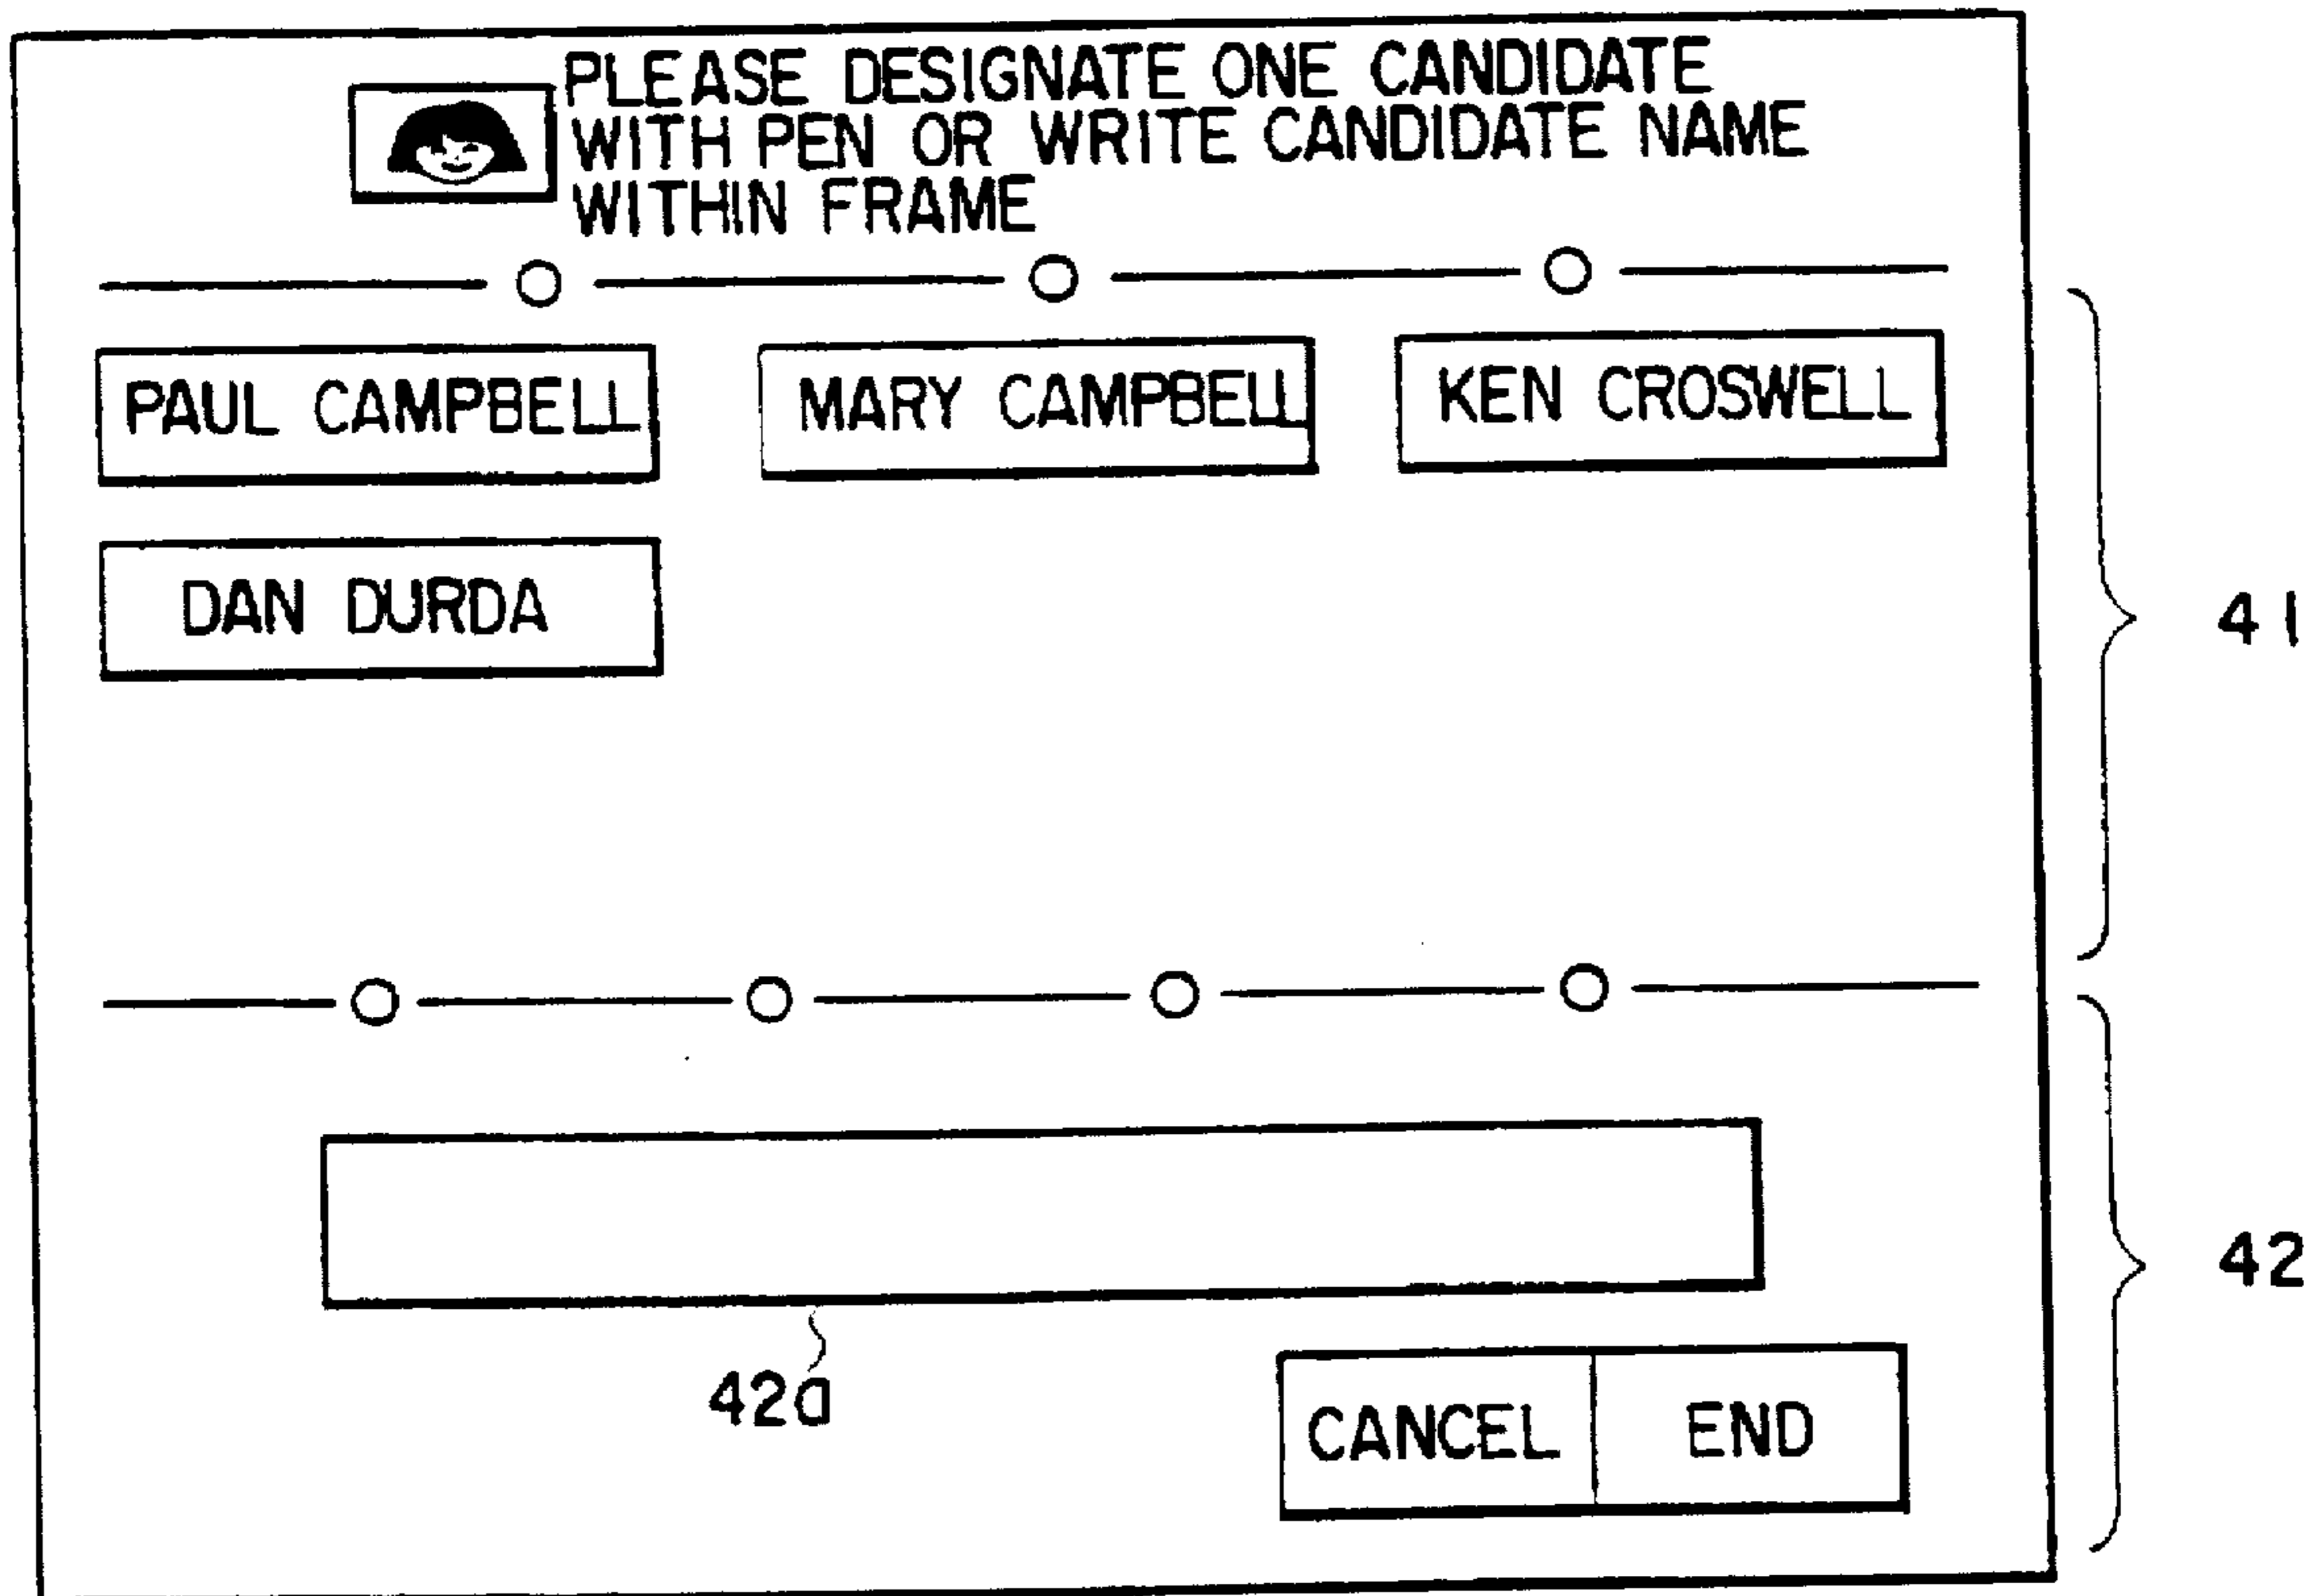 PLEASE DESIGNATE ONE CANDIDATE
WITH PEN OR WRITE CANDIDATE NAME
WITHIN FRAME
PAUL CAMPBELL
MARY CAMPBELL
KEN CROSWELL
DAN DURDA
41
42
42a
CANCEL
END